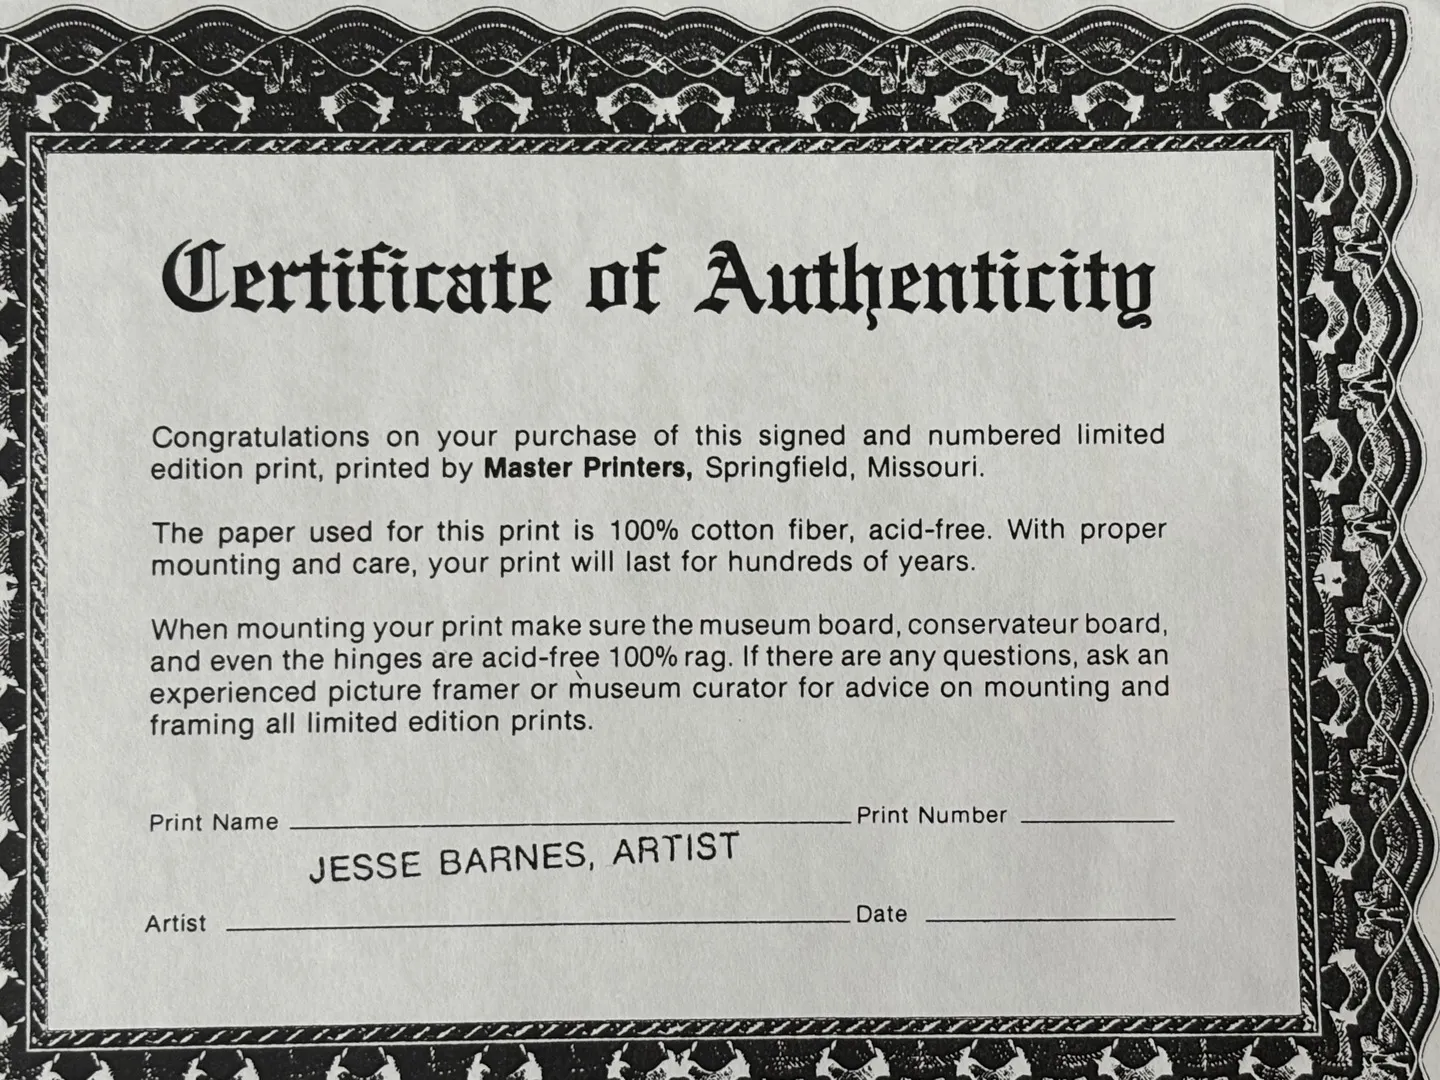 Certificate of Authenticity
Congratulations on your purchase of this signed and numbered limited
edition print, printed by Master Printers, Springfield, Missouri.
The paper used for this print is 100% cotton fiber, acid-free. With proper
mounting and care, your print will last for hundreds of years.
When mounting your print make sure the museum board, conservateur board,
and even the hinges are acid-free 100% rag. If there are any questions, ask an
experienced picture framer or museum curator for advice on mounting and
framing all limited edition prints.
Print Name Print Number
JESSE BARNES, ARTIST
Artist Date